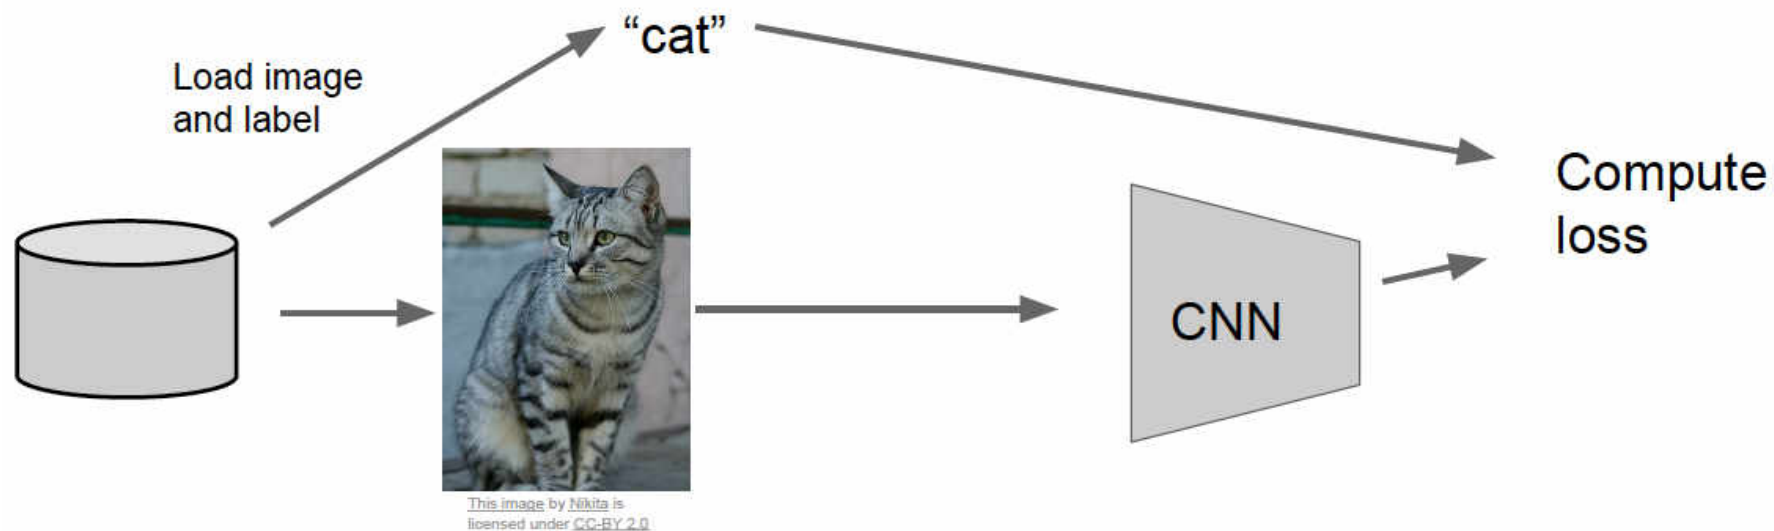 “cat”
Load image
and label
Compute
loss
CNN
This image by Nikita is
licensed under CC-BY 2.0